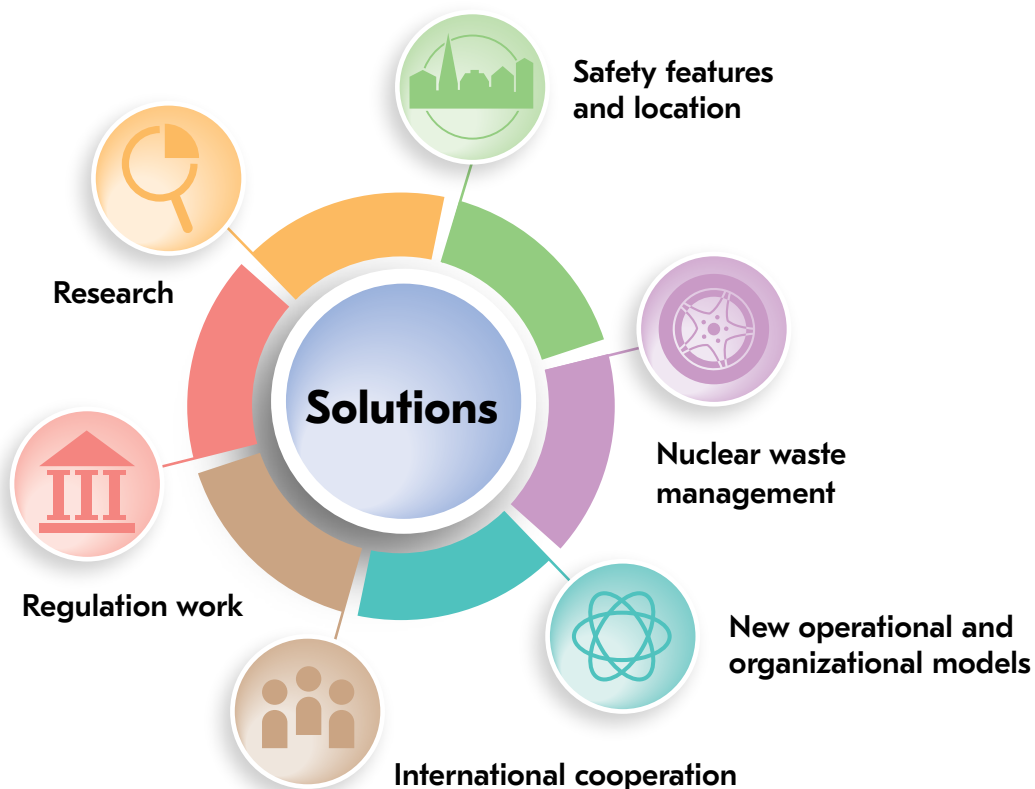 Safety features
and location
Research
Solutions
Nuclear waste
management
Regulation work
New operational and
organizational models
International cooperation